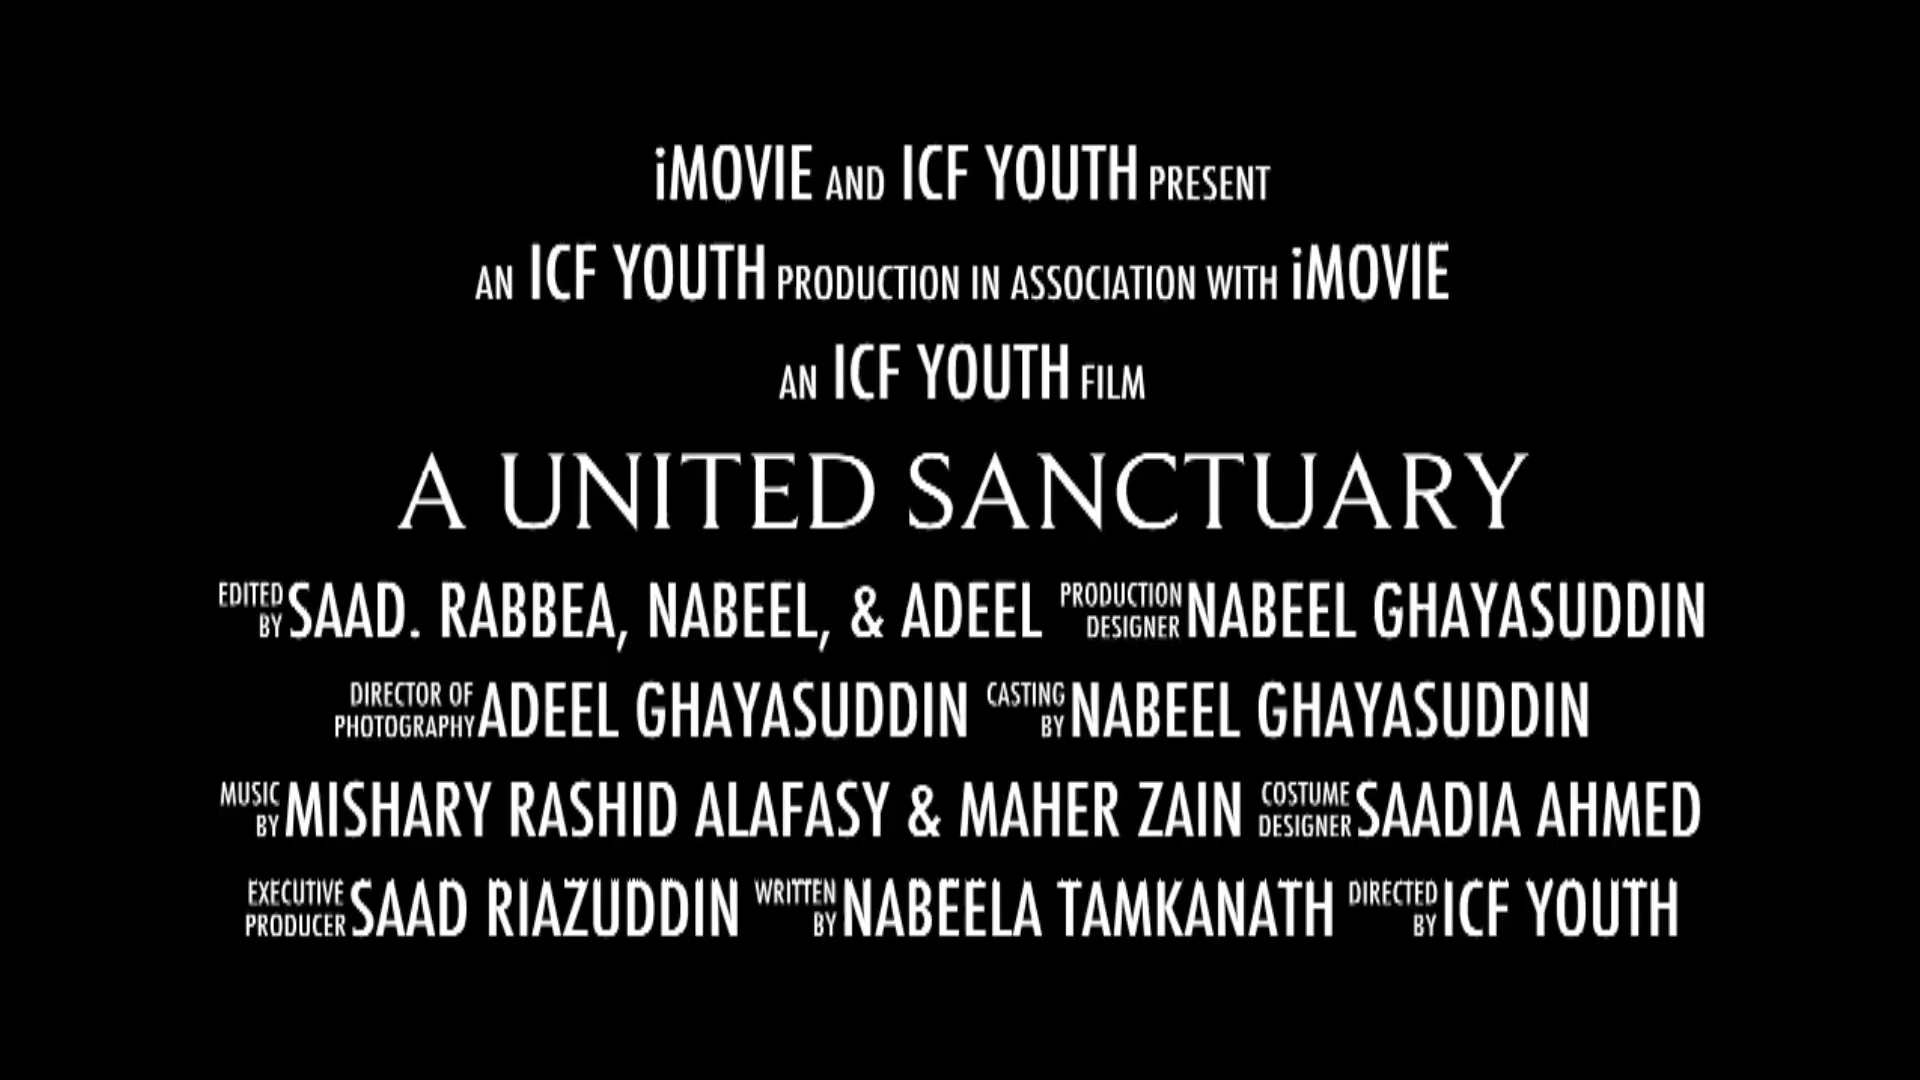 iMOVIE AND ICF YOUTH PRESENT
AN ICF YOUTH PRODUCTION IN ASSOCIATION WITH iMOVIE
AN ICF YOUTH FILM
A UNITED SANCTUARY
EDITED BY SAAD. RABBEA, NABEEL, & ADEEL PRODUCTION DESIGNER NABEEL GHAYASUDDIN
DIRECTOR OF PHOTOGRAPHY ADEEL GHAYASUDDIN CASTING BY NABEEL GHAYASUDDIN
MUSIC BY MISHARY RASHID ALAFASY & MAHER ZAIN COSTUME DESIGNER SAADIA AHMED
EXECUTIVE PRODUCER SAAD RIAZUDDIN WRITTEN BY NABEELA TAMKANATH DIRECTED BY ICF YOUTH